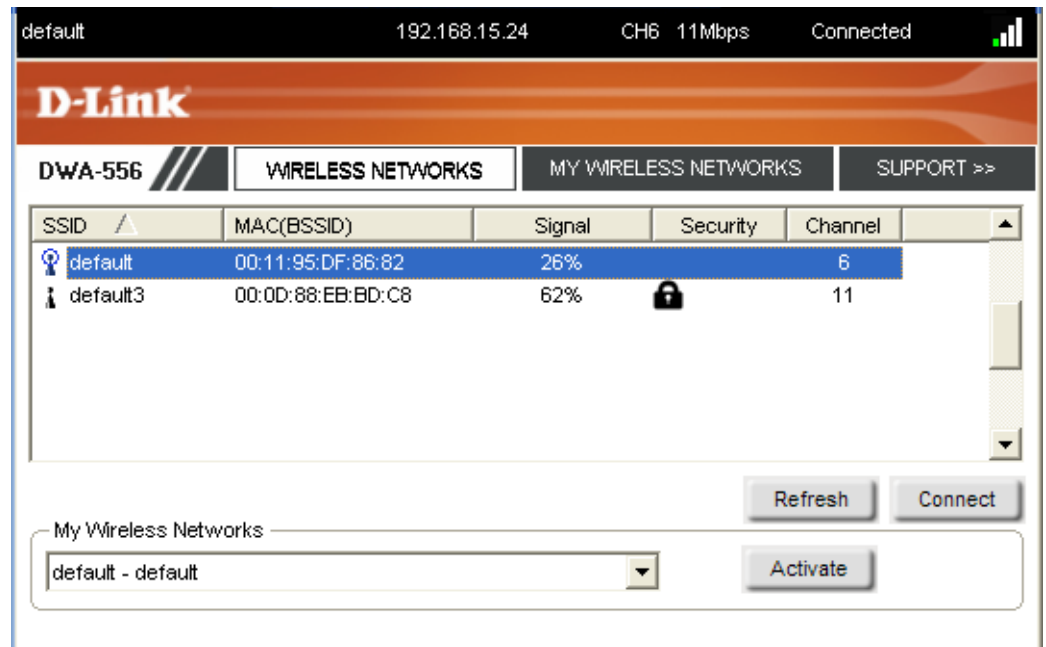 default 192.168.15.24 CH6 11Mbps Connected
D-Link
DWA-556 WIRELESS NETWORKS MY WIRELESS NETWORKS SUPPORT >>
SSID MAC(BSSID) Signal Security Channel
default 00:11:95:DF:86:82 26% 6
default3 00:0D:88:EB:BD:C8 62% 11
Refresh Connect
My Wireless Networks
default - default Activate